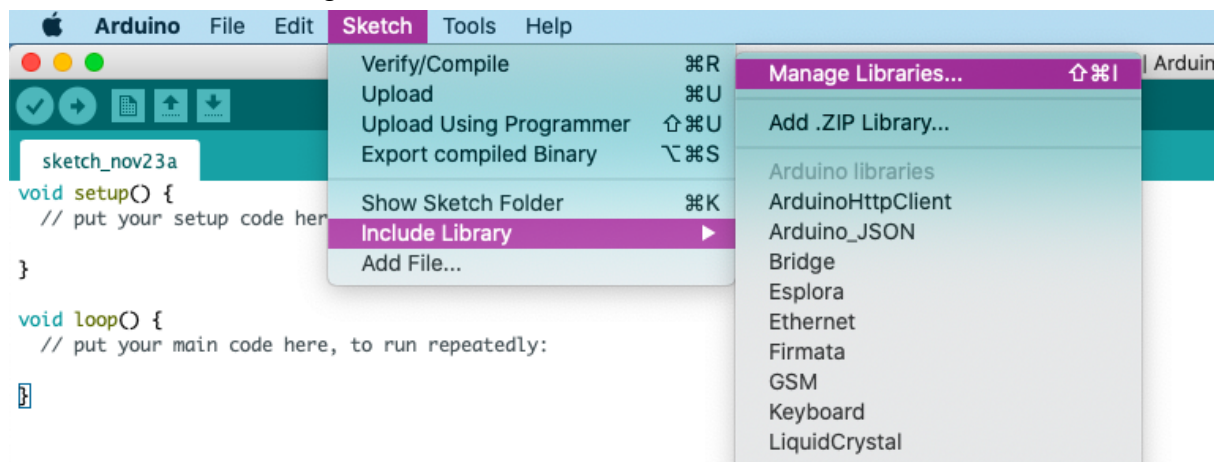 Arduino File Edit Sketch Tools Help
| Arduin
sketch_nov23a
void setup() {
// put your setup code her
}
void loop() {
// put your main code here, to run repeatedly:
}
Verify/Compile ⌘R
Upload ⌘U
Upload Using Programmer ⇧⌘U
Export compiled Binary ⌥⌘S
Show Sketch Folder ⌘K
Include Library ▶
Add File...
Manage Libraries... ⇧⌘I
Add .ZIP Library...
Arduino libraries
ArduinoHttpClient
Arduino_JSON
Bridge
Esplora
Ethernet
Firmata
GSM
Keyboard
LiquidCrystal